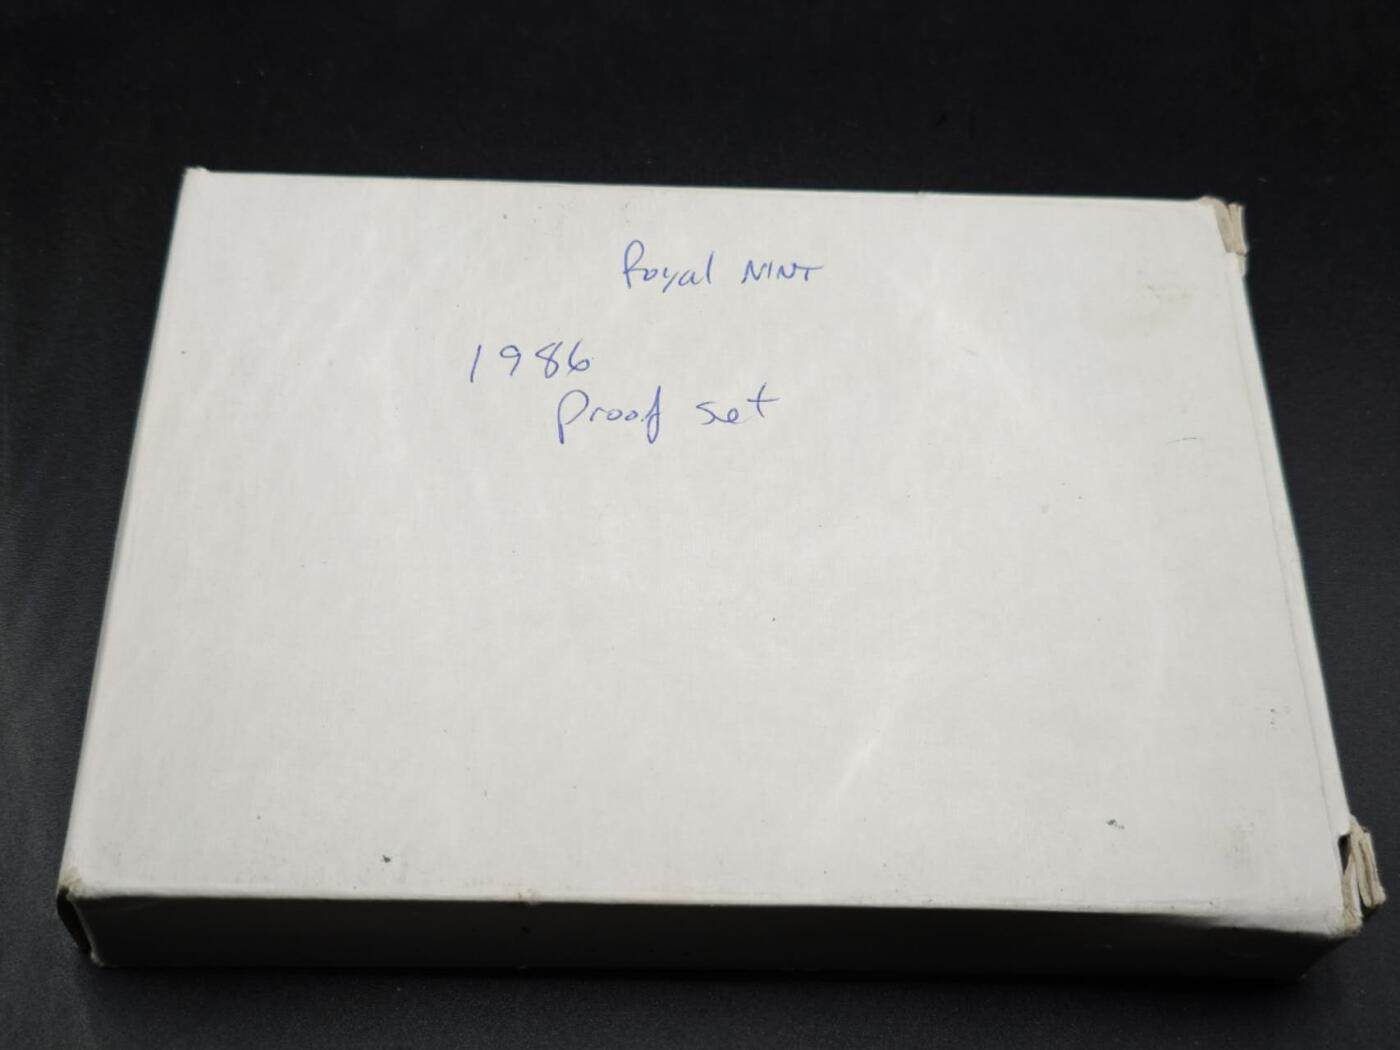 Royal MINT
1986
Proof set